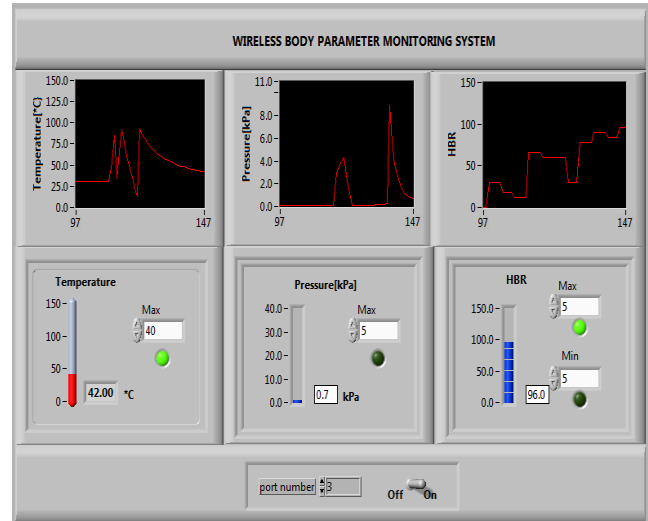 WIRELESS BODY PARAMETER MONITORING SYSTEM
Temperature[°C]
150.0
125.0
100.0
75.00
50.0
25.0
0.0
97
147
Pressure[kPa]
11.0
8.0
6.0
4.0
2.0
0.0
97
147
HBR
150
100
50
0
97
147
Temperature
150
100
50
0
42.00 °C
Max
40
Pressure[kPa]
40.0
30.0
20.0
10.0
0.0
0.7 kPa
Max
5
HBR
150.0
100.0
50.0
0.0
96.0
Max
5
Min
5
port number 3
Off On